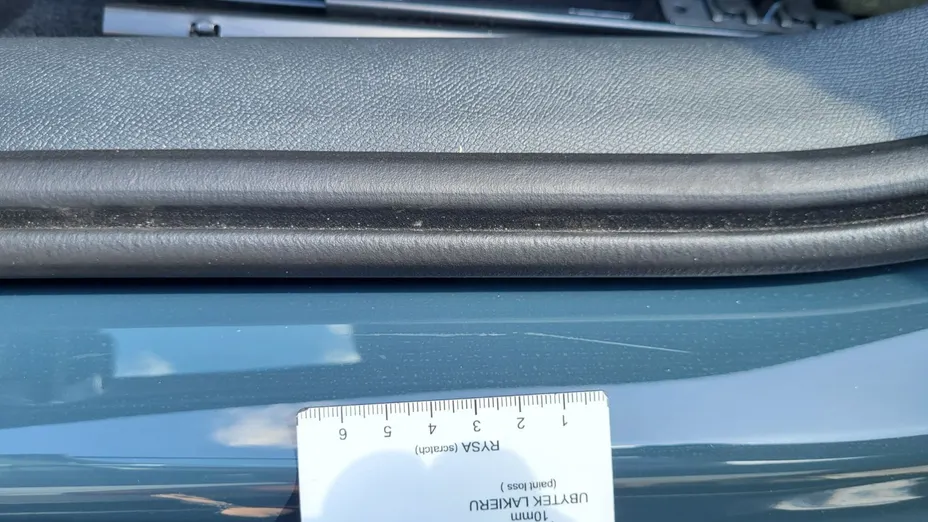 10mm
UBYTEK LAKIERU
(paint loss )
RYSA (scratch)
1 2 3 4 5 6